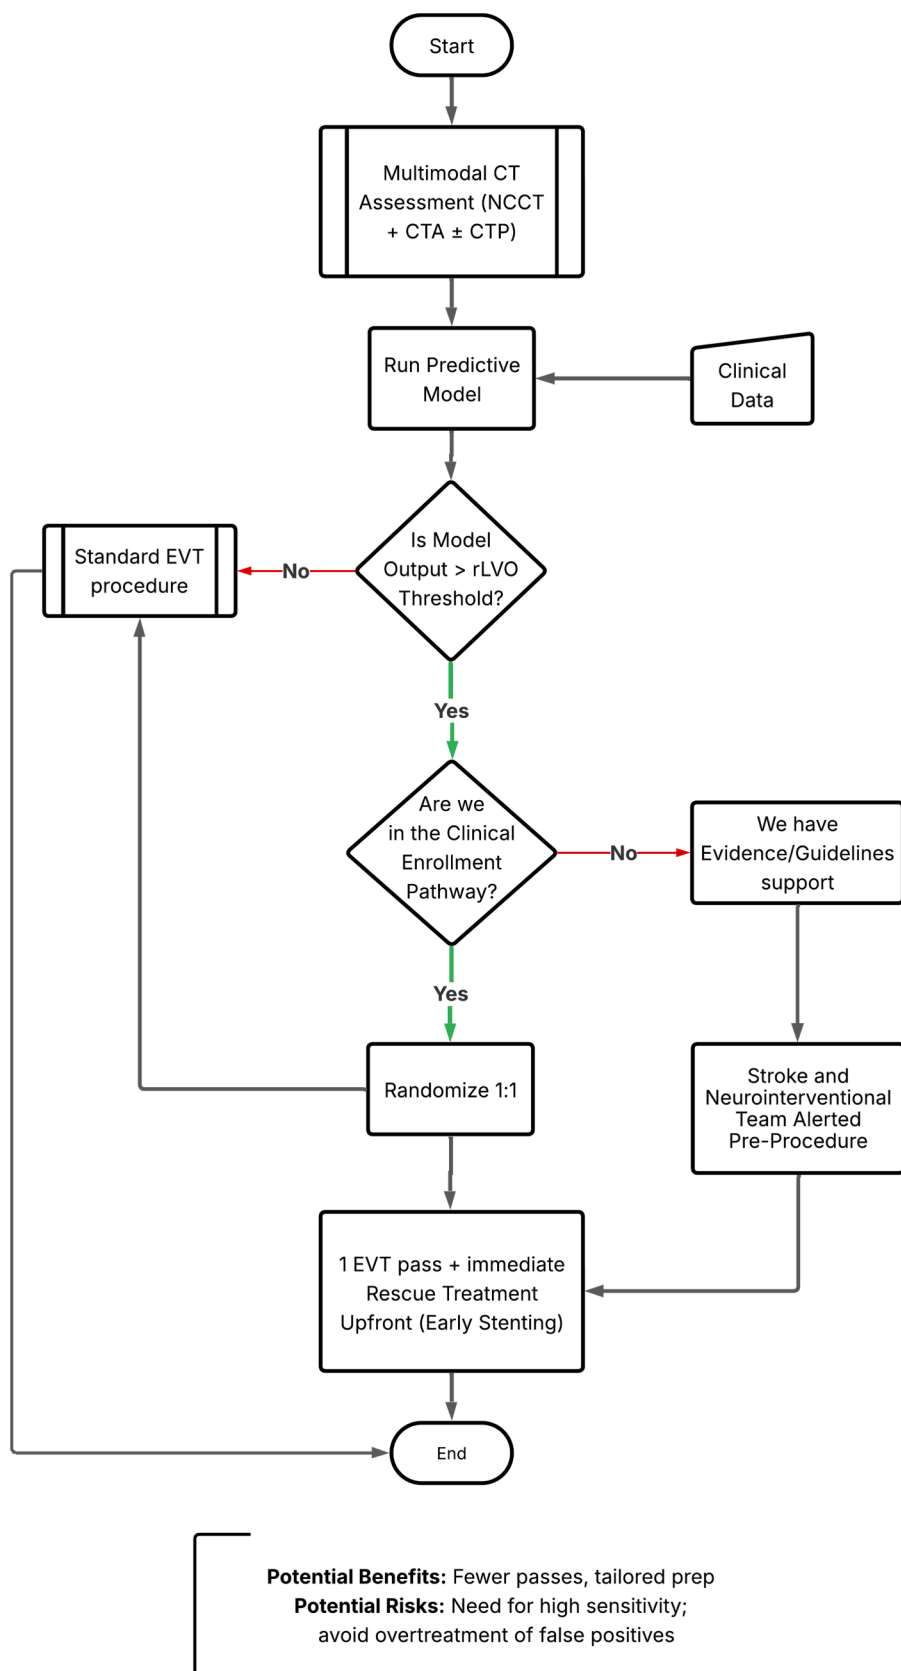 Start
Multimodal CT
Assessment (NCCT
+ CTA ± CTP)
Run Predictive
Model
Clinical
Data
Is Model
Output > rLVO
Threshold?
No
Standard EVT
procedure
Yes
Are we
in the Clinical
Enrollment
Pathway?
No
We have
Evidence/Guidelines
support
Yes
Randomize 1:1
Stroke and
Neurointerventional
Team Alerted
Pre-Procedure
1 EVT pass + immediate
Rescue Treatment
Upfront (Early Stenting)
End
Potential Benefits: Fewer passes, tailored prep
Potential Risks: Need for high sensitivity;
avoid overtreatment of false positives